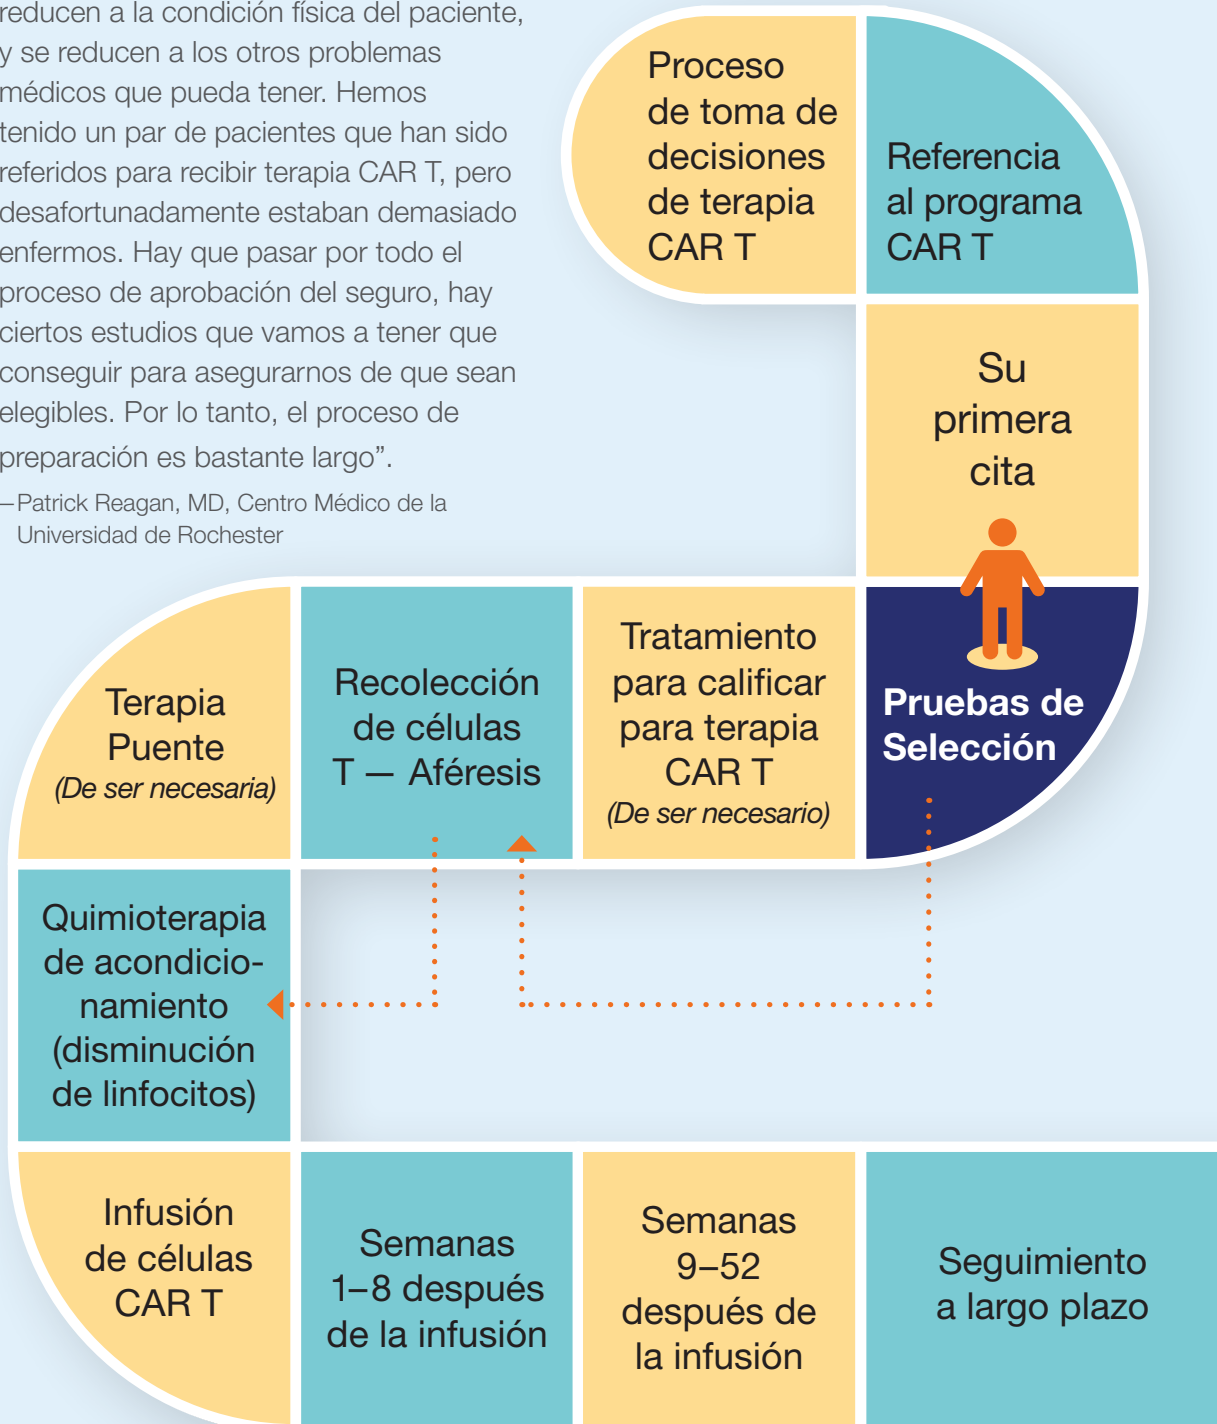 reducen a la condición física del paciente,
y se reducen a los otros problemas
médicos que pueda tener. Hemos
tenido un par de pacientes que han sido
referidos para recibir terapia CAR T, pero
desafortunadamente estaban demasiado
enfermos. Hay que pasar por todo el
proceso de aprobación del seguro, hay
ciertos estudios que vamos a tener que
conseguir para asegurarnos de que sean
elegibles. Por lo tanto, el proceso de
preparación es bastante largo”.
—Patrick Reagan, MD, Centro Médico de la
Universidad de Rochester
Proceso
de toma de
decisiones
de terapia
CAR T
Referencia
al programa
CAR T
Su
primera
cita
Pruebas de
Selección
Tratamiento
para calificar
para terapia
CAR T
(De ser necesario)
Recolección
de células
T — Aféresis
Terapia
Puente
(De ser necesaria)
Quimioterapia
de acondicio-
namiento
(disminución
de linfocitos)
Infusión
de células
CAR T
Semanas
1–8 después
de la infusión
Semanas
9–52
después de
la infusión
Seguimiento
a largo plazo